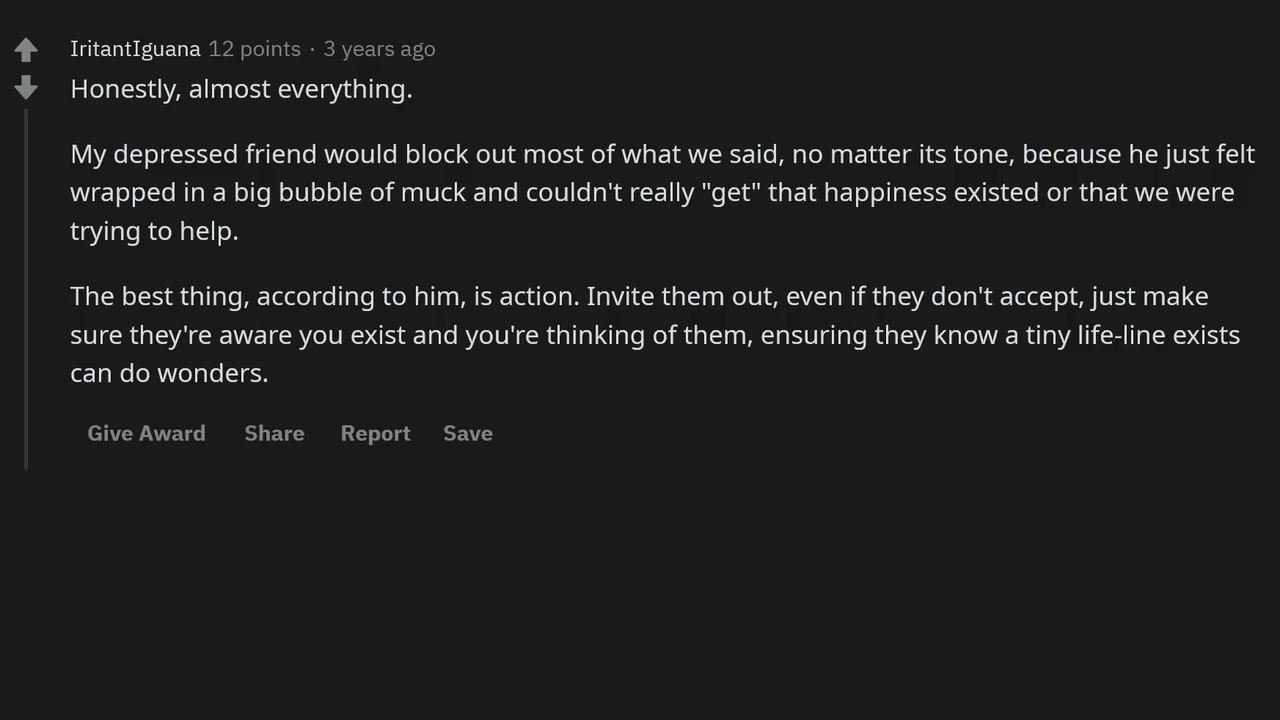 IritantIguana 12 points · 3 years ago
Honestly, almost everything.
My depressed friend would block out most of what we said, no matter its tone, because he just felt
wrapped in a big bubble of muck and couldn't really "get" that happiness existed or that we were
trying to help.
The best thing, according to him, is action. Invite them out, even if they don't accept, just make
sure they're aware you exist and you're thinking of them, ensuring they know a tiny life-line exists
can do wonders.
Give Award Share Report Save